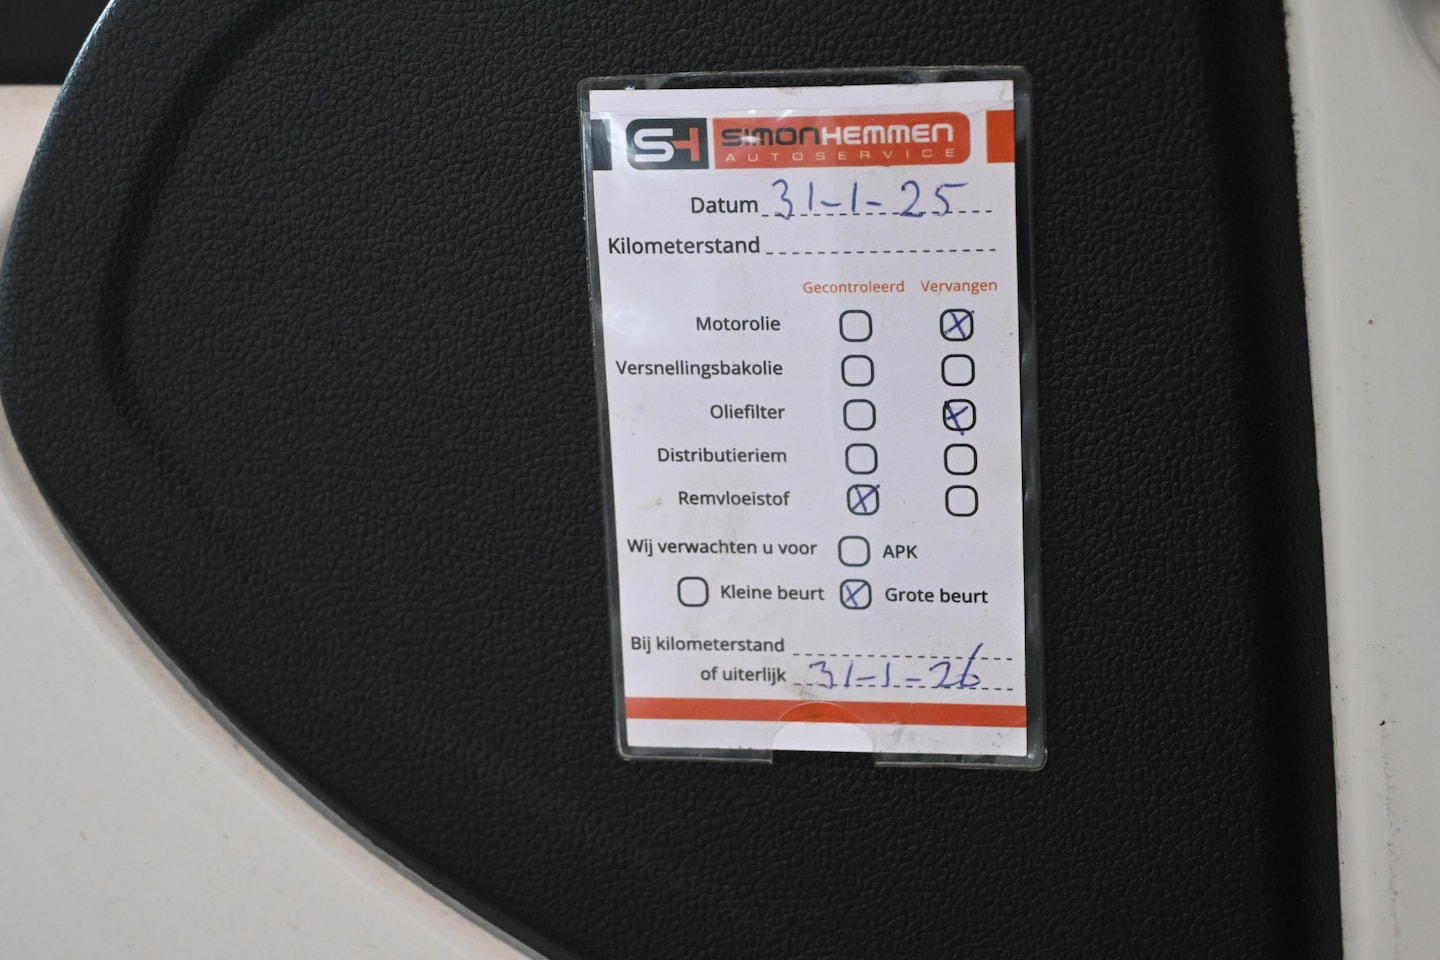 SH SIMONHEMMEN
AUTOSERVICE
Datum 31-1-25
Kilometerstand
Gecontroleerd Vervangen
Motorolie
Versnellingsbakolie
Oliefilter
Distributieriem
Remvloeistof
Wij verwachten u voor APK
Kleine beurt Grote beurt
Bij kilometerstand
of uiterlijk 31-1-26